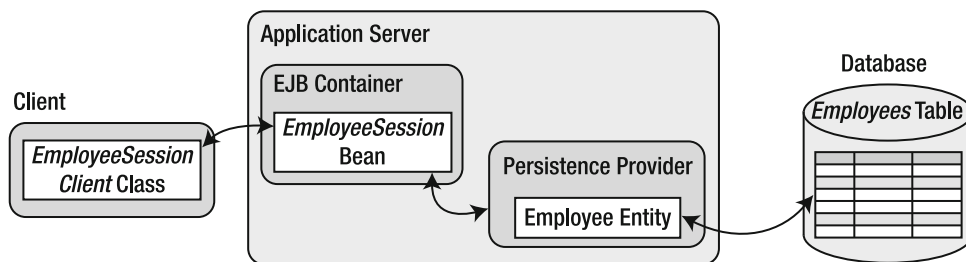 Application Server
EJB Container
EmployeeSession
Bean
Client
EmployeeSession
Client Class
Persistence Provider
Employee Entity
Database
Employees Table